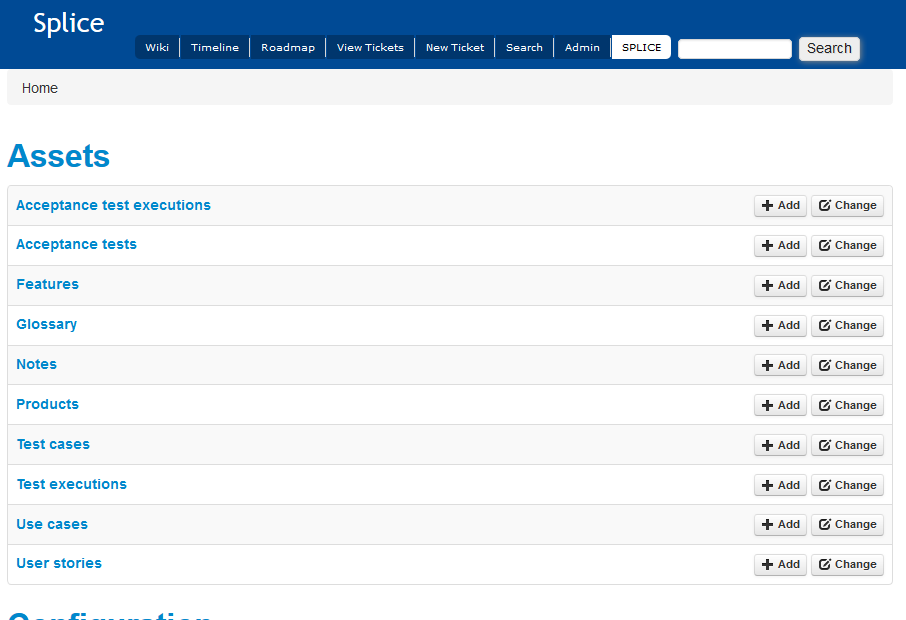 Splice
Wiki Timeline Roadmap View Tickets New Ticket Search Admin SPLICE Search
Home
Assets
Acceptance test executions Add Change
Acceptance tests Add Change
Features Add Change
Glossary Add Change
Notes Add Change
Products Add Change
Test cases Add Change
Test executions Add Change
Use cases Add Change
User stories Add Change
Configuration